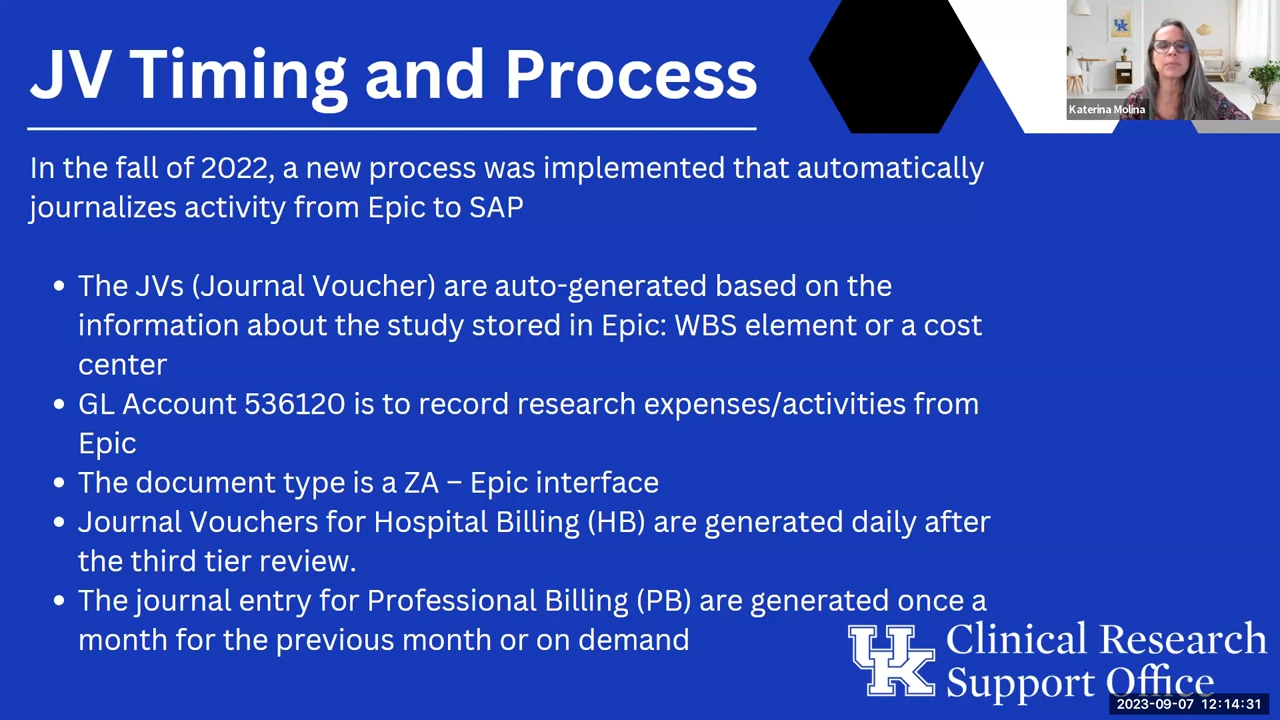 JV Timing and Process
Katerina Molina
In the fall of 2022, a new process was implemented that automatically
journalizes activity from Epic to SAP
• The JVs (Journal Voucher) are auto-generated based on the
information about the study stored in Epic: WBS element or a cost
center
• GL Account 536120 is to record research expenses/activities from
Epic
• The document type is a ZA – Epic interface
• Journal Vouchers for Hospital Billing (HB) are generated daily after
the third tier review.
• The journal entry for Professional Billing (PB) are generated once a
month for the previous month or on demand
UK
Clinical Research
Support Office
2023-09-07 12:14:31